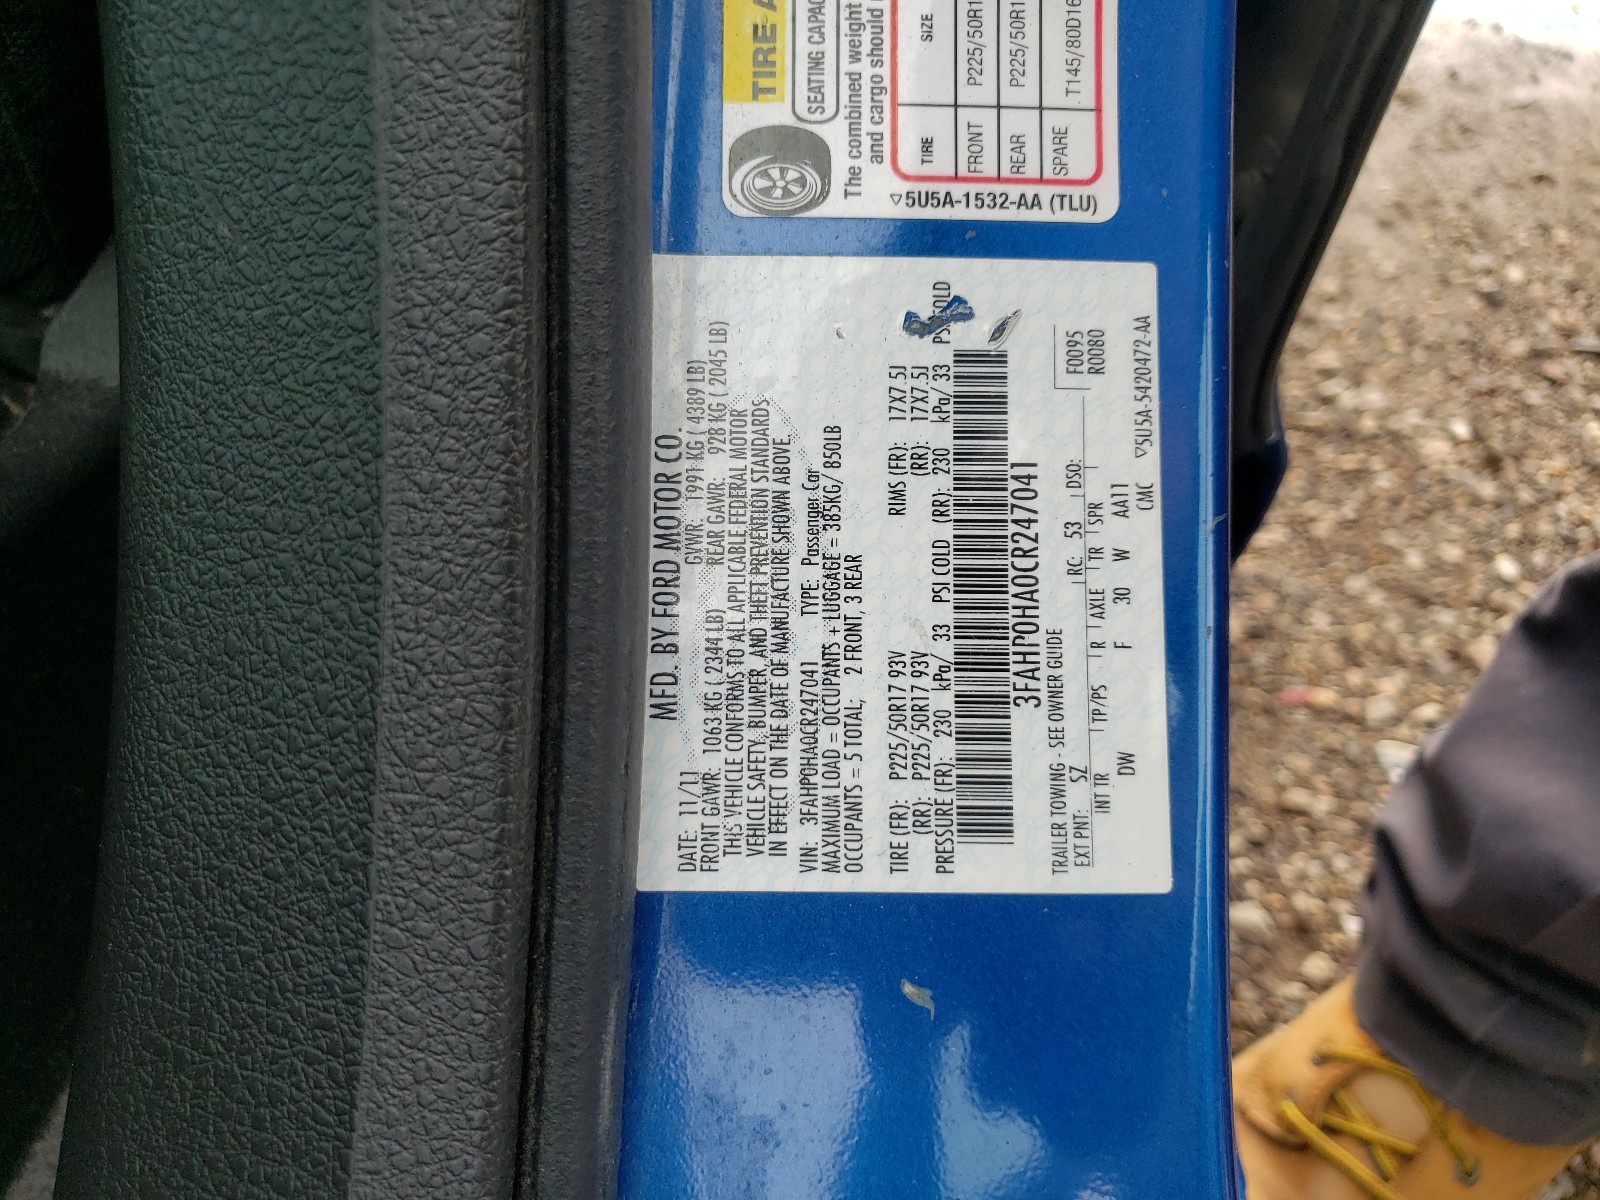 MFD. BY FORD MOTOR CO.
DATE: 11/11 GVWR: 1991 KG ( 4389 LB)
FRONT GAWR: 1063 KG ( 2344 LB) REAR GAWR: 928 KG ( 2045 LB)
THIS VEHICLE CONFORMS TO ALL APPLICABLE FEDERAL MOTOR
VEHICLE SAFETY, BUMPER, AND THEFT PREVENTION STANDARDS
IN EFFECT ON THE DATE OF MANUFACTURE SHOWN ABOVE.
VIN: 3FAHP0HA0CR247041 TYPE: Passenger Car
MAXIMUM LOAD = OCCUPANTS + LUGGAGE = 385KG/ 850LB
OCCUPANTS = 5 TOTAL; 2 FRONT, 3 REAR
TIRE (FR): P225/50R17 93V RIMS (FR): 17X7.5J
(RR): P225/50R17 93V (RR): 17X7.5J
PRESSURE (FR): 230 kPa/ 33 PSI COLD (RR): 230 kPa/ 33 PSI COLD
3FAHP0HA0CR247041
TRAILER TOWING - SEE OWNER GUIDE
EXT PNT: SZ RC: 53 DSO: F0095
INT TR TP/PS R AXLE TR SPR R0080
DW F 30 W AA11
CMC ▽5U5A-5420472-AA
TIRE
SEATING CAPAC
The combined weight
and cargo should
TIRE SIZE
FRONT P225/50R1
REAR P225/50R1
SPARE T145/80D16
▽5U5A-1532-AA (TLU)